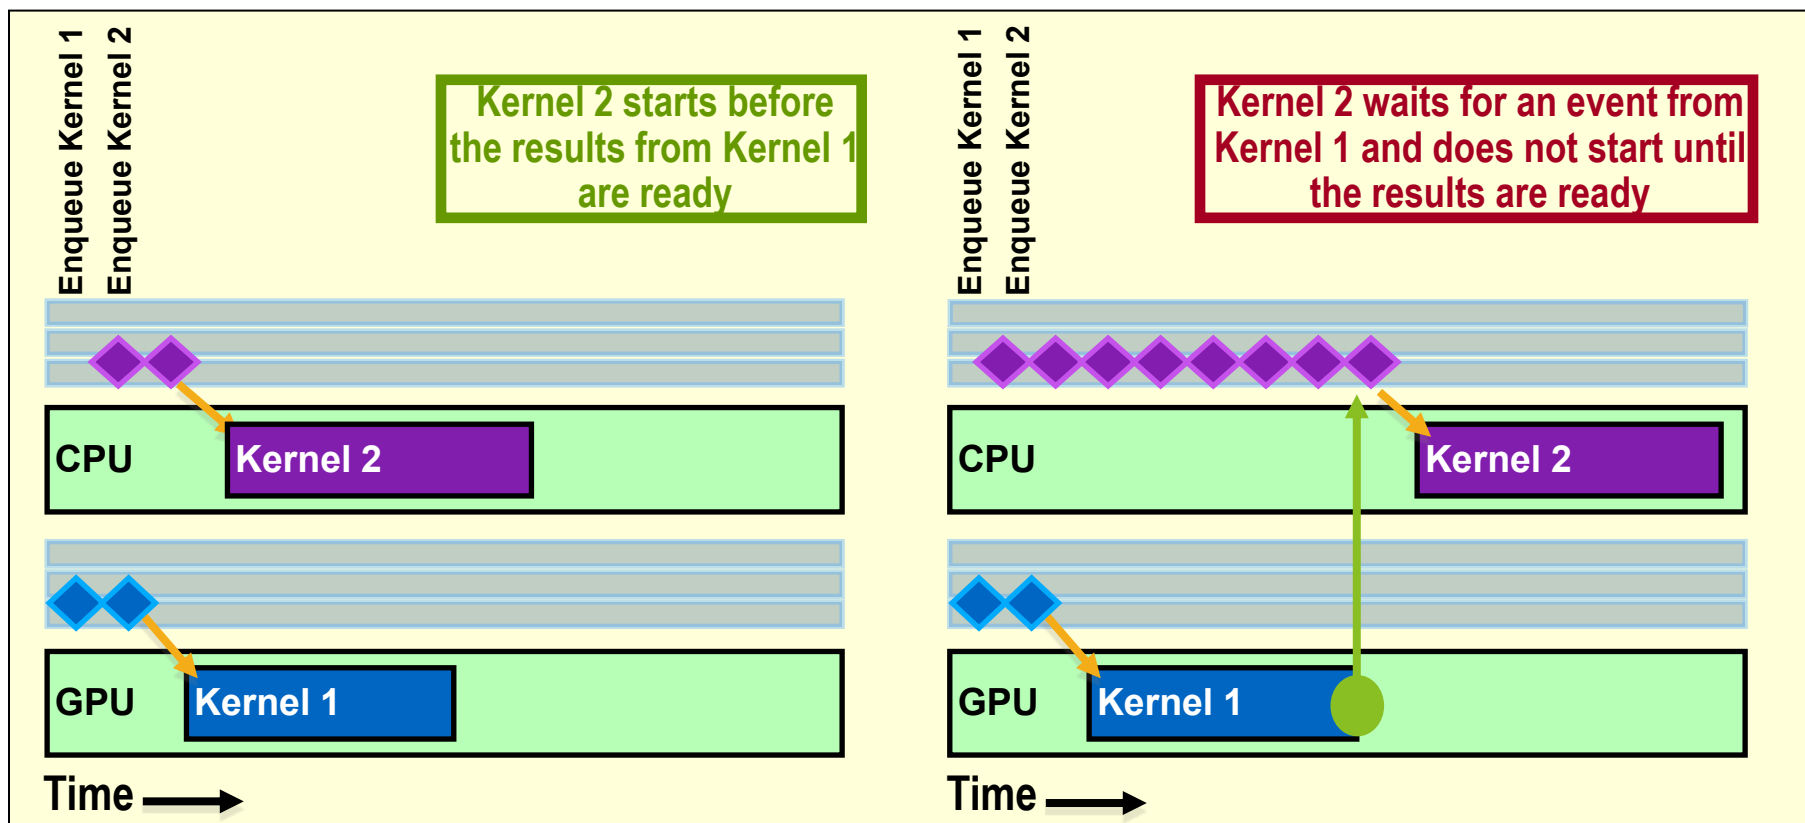 Enqueue Kernel 1
Enqueue Kernel 2
Kernel 2 starts before
the results from Kernel 1
are ready
CPU
Kernel 2
GPU
Kernel 1
Time
Enqueue Kernel 1
Enqueue Kernel 2
Kernel 2 waits for an event from
Kernel 1 and does not start until
the results are ready
CPU
Kernel 2
GPU
Kernel 1
Time